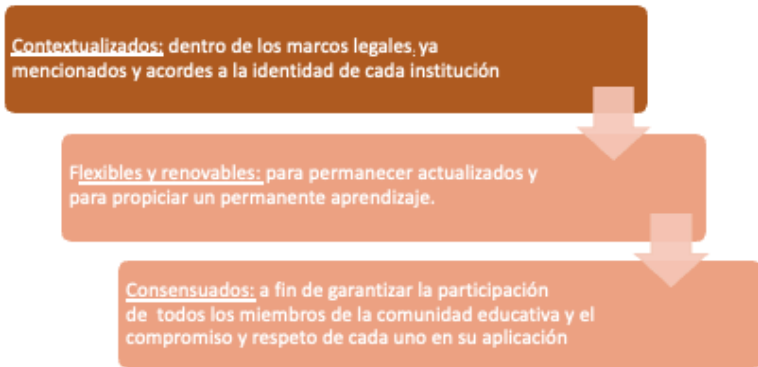 Contextualizados: dentro de los marcos legales. ya
mencionados y acordes a la identidad de cada institución
Flexibles y renovables: para permanecer actualizados y
para propiciar un permanente aprendizaje.
Consensuados: a fin de garantizar la participación
de todos los miembros de la comunidad educativa y el
compromiso y respeto de cada uno en su aplicación